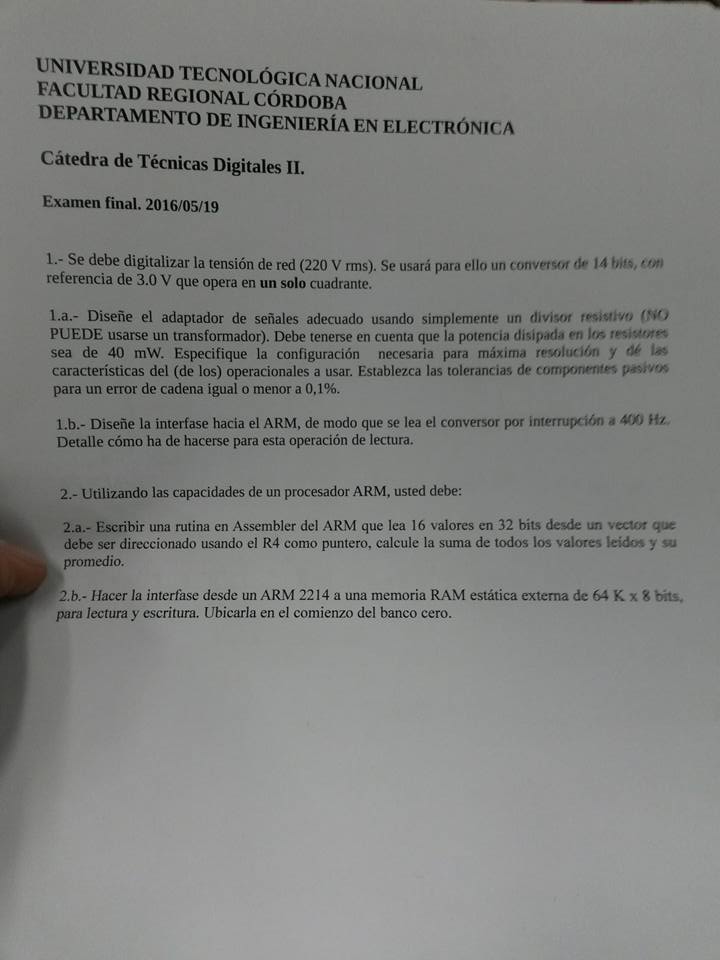 UNIVERSIDAD TECNOLÓGICA NACIONAL
FACULTAD REGIONAL CÓRDOBA
DEPARTAMENTO DE INGENIERÍA EN ELECTRÓNICA
Cátedra de Técnicas Digitales II.
Examen final. 2016/05/19
1.- Se debe digitalizar la tensión de red (220 V rms). Se usará para ello un conversor de 14 bits, con
referencia de 3.0 V que opera en un solo cuadrante.
1.a.- Diseñe el adaptador de señales adecuado usando simplemente un divisor resistivo (NO
PUEDE usarse un transformador). Debe tenerse en cuenta que la potencia disipada en los resistores
sea de 40 mW. Especifique la configuración necesaria para máxima resolución y dé las
características del (de los) operacionales a usar. Establezca las tolerancias de componentes pasivos
para un error de cadena igual o menor a 0,1%.
1.b.- Diseñe la interfase hacia el ARM, de modo que se lea el conversor por interrupción a 400 Hz.
Detalle cómo ha de hacerse para esta operación de lectura.
2.- Utilizando las capacidades de un procesador ARM, usted debe:
2.a.- Escribir una rutina en Assembler del ARM que lea 16 valores en 32 bits desde un vector que
debe ser direccionado usando el R4 como puntero, calcule la suma de todos los valores leídos y su
promedio.
2.b.- Hacer la interfase desde un ARM 2214 a una memoria RAM estática externa de 64 K x 8 bits,
para lectura y escritura. Ubicarla en el comienzo del banco cero.